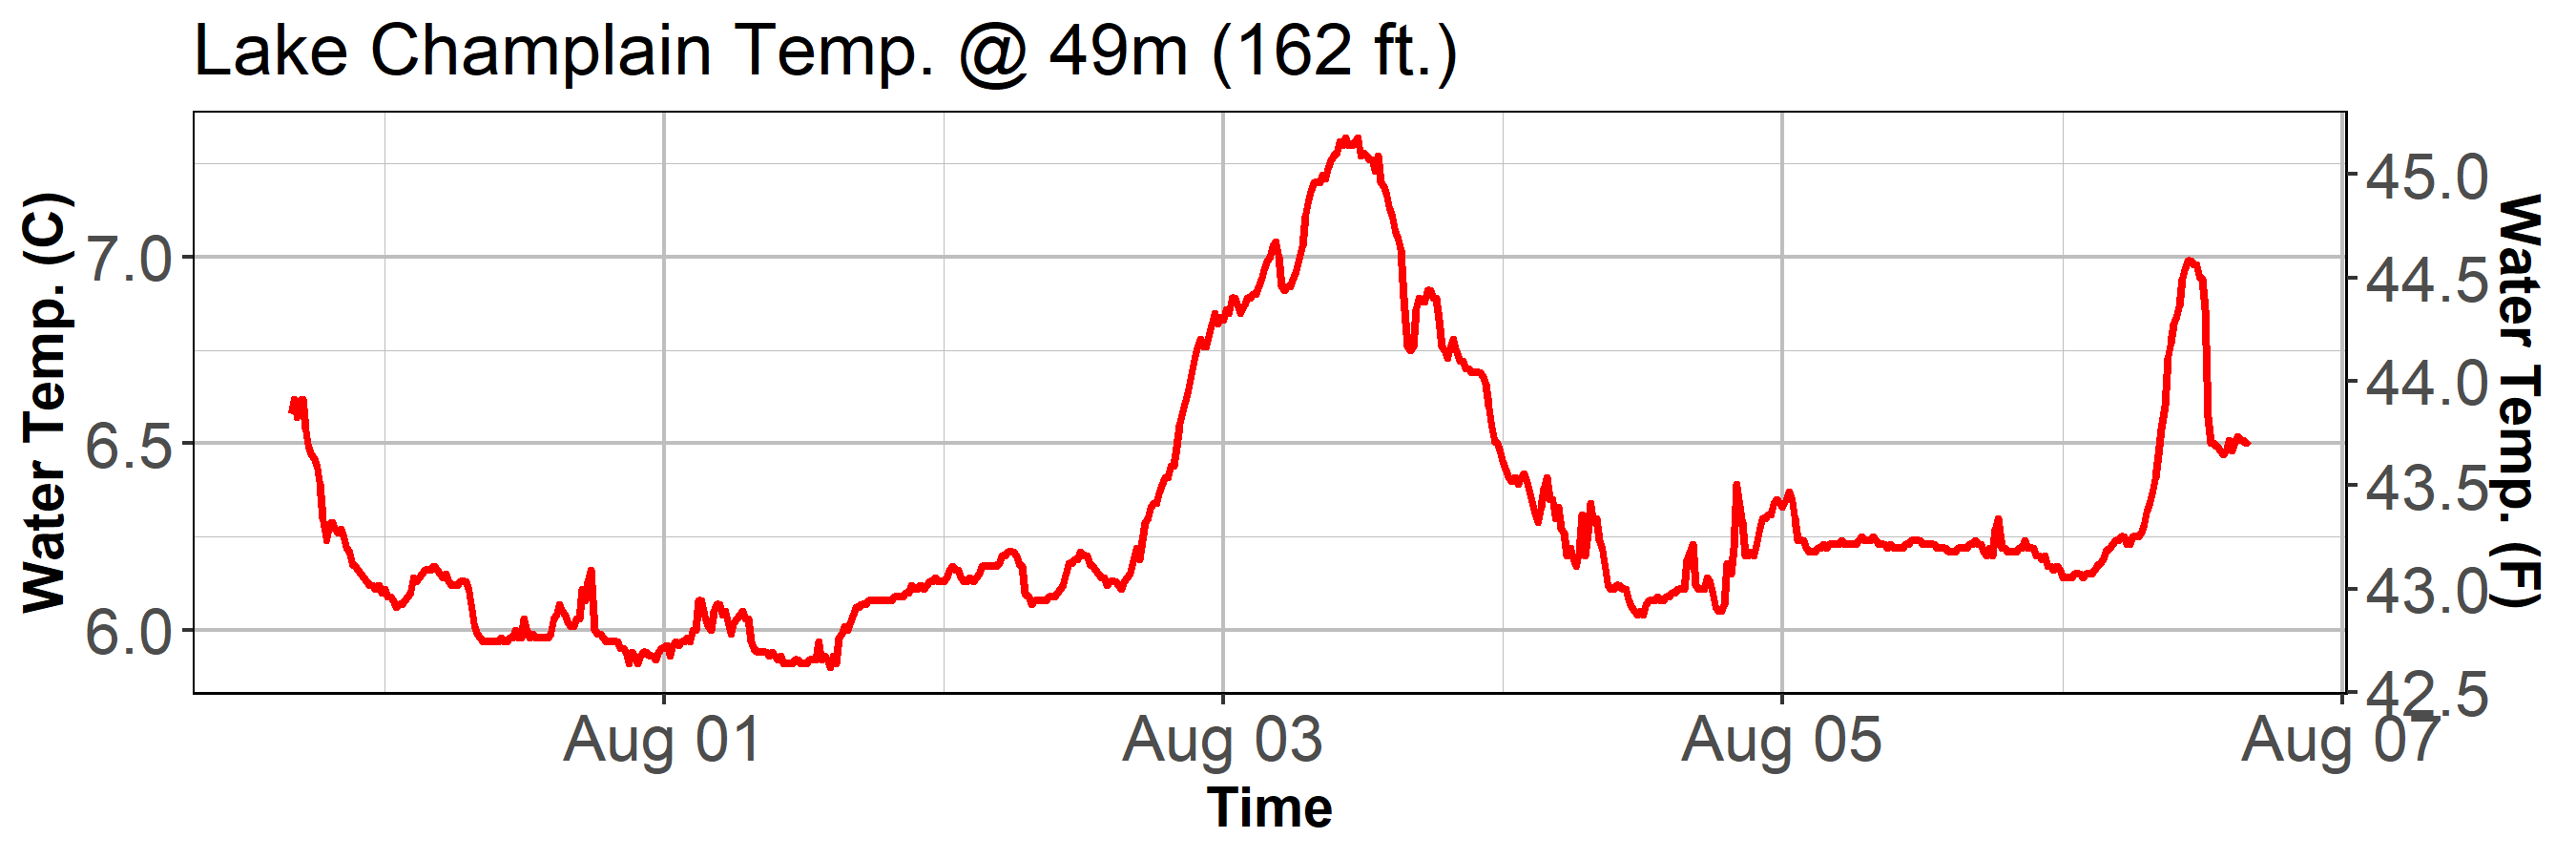 Lake Champlain Temp. @ 49m (162 ft.)
Water Temp. (C)
7.0
6.5
6.0
45.0
44.5
44.0
43.5
43.0
42.5
Water Temp. (F)
Aug 01
Aug 03
Aug 05
Aug 07
Time